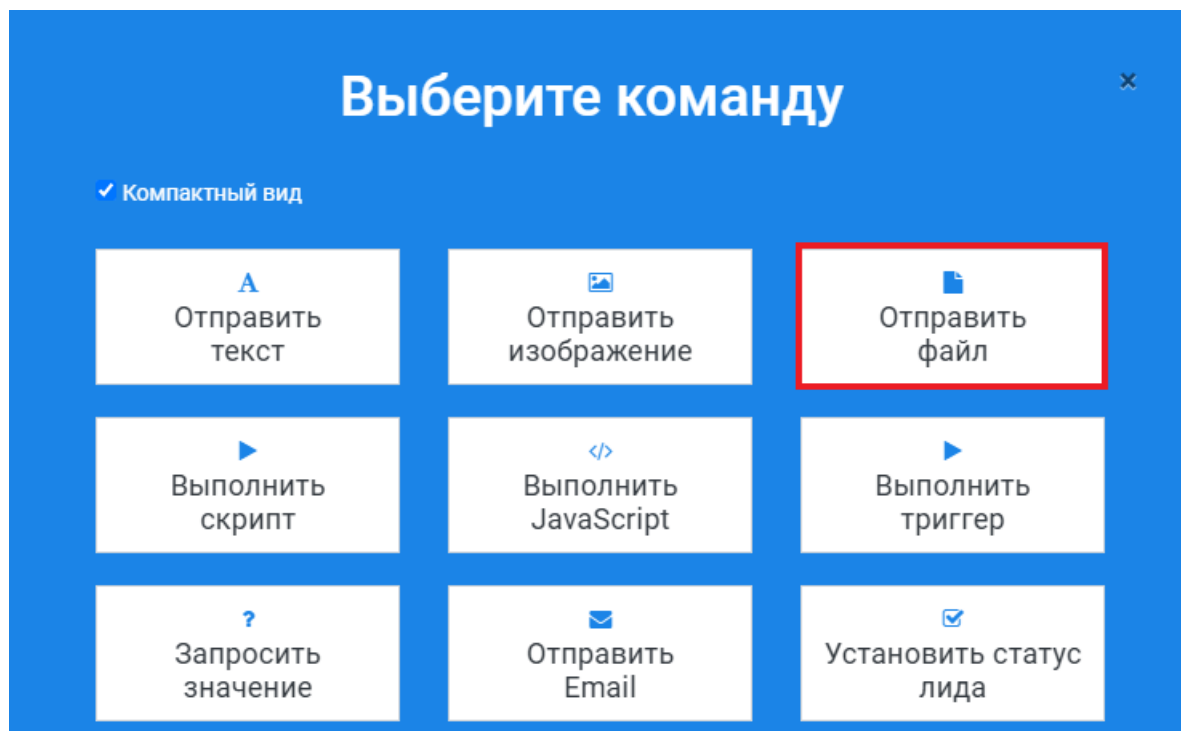 Выберите команду
Компактный вид
Отправить
текст
Отправить
изображение
Отправить
файл
Выполнить
скрипт
Выполнить
JavaScript
Выполнить
триггер
Запросить
значение
Отправить
Email
Установить статус
лида